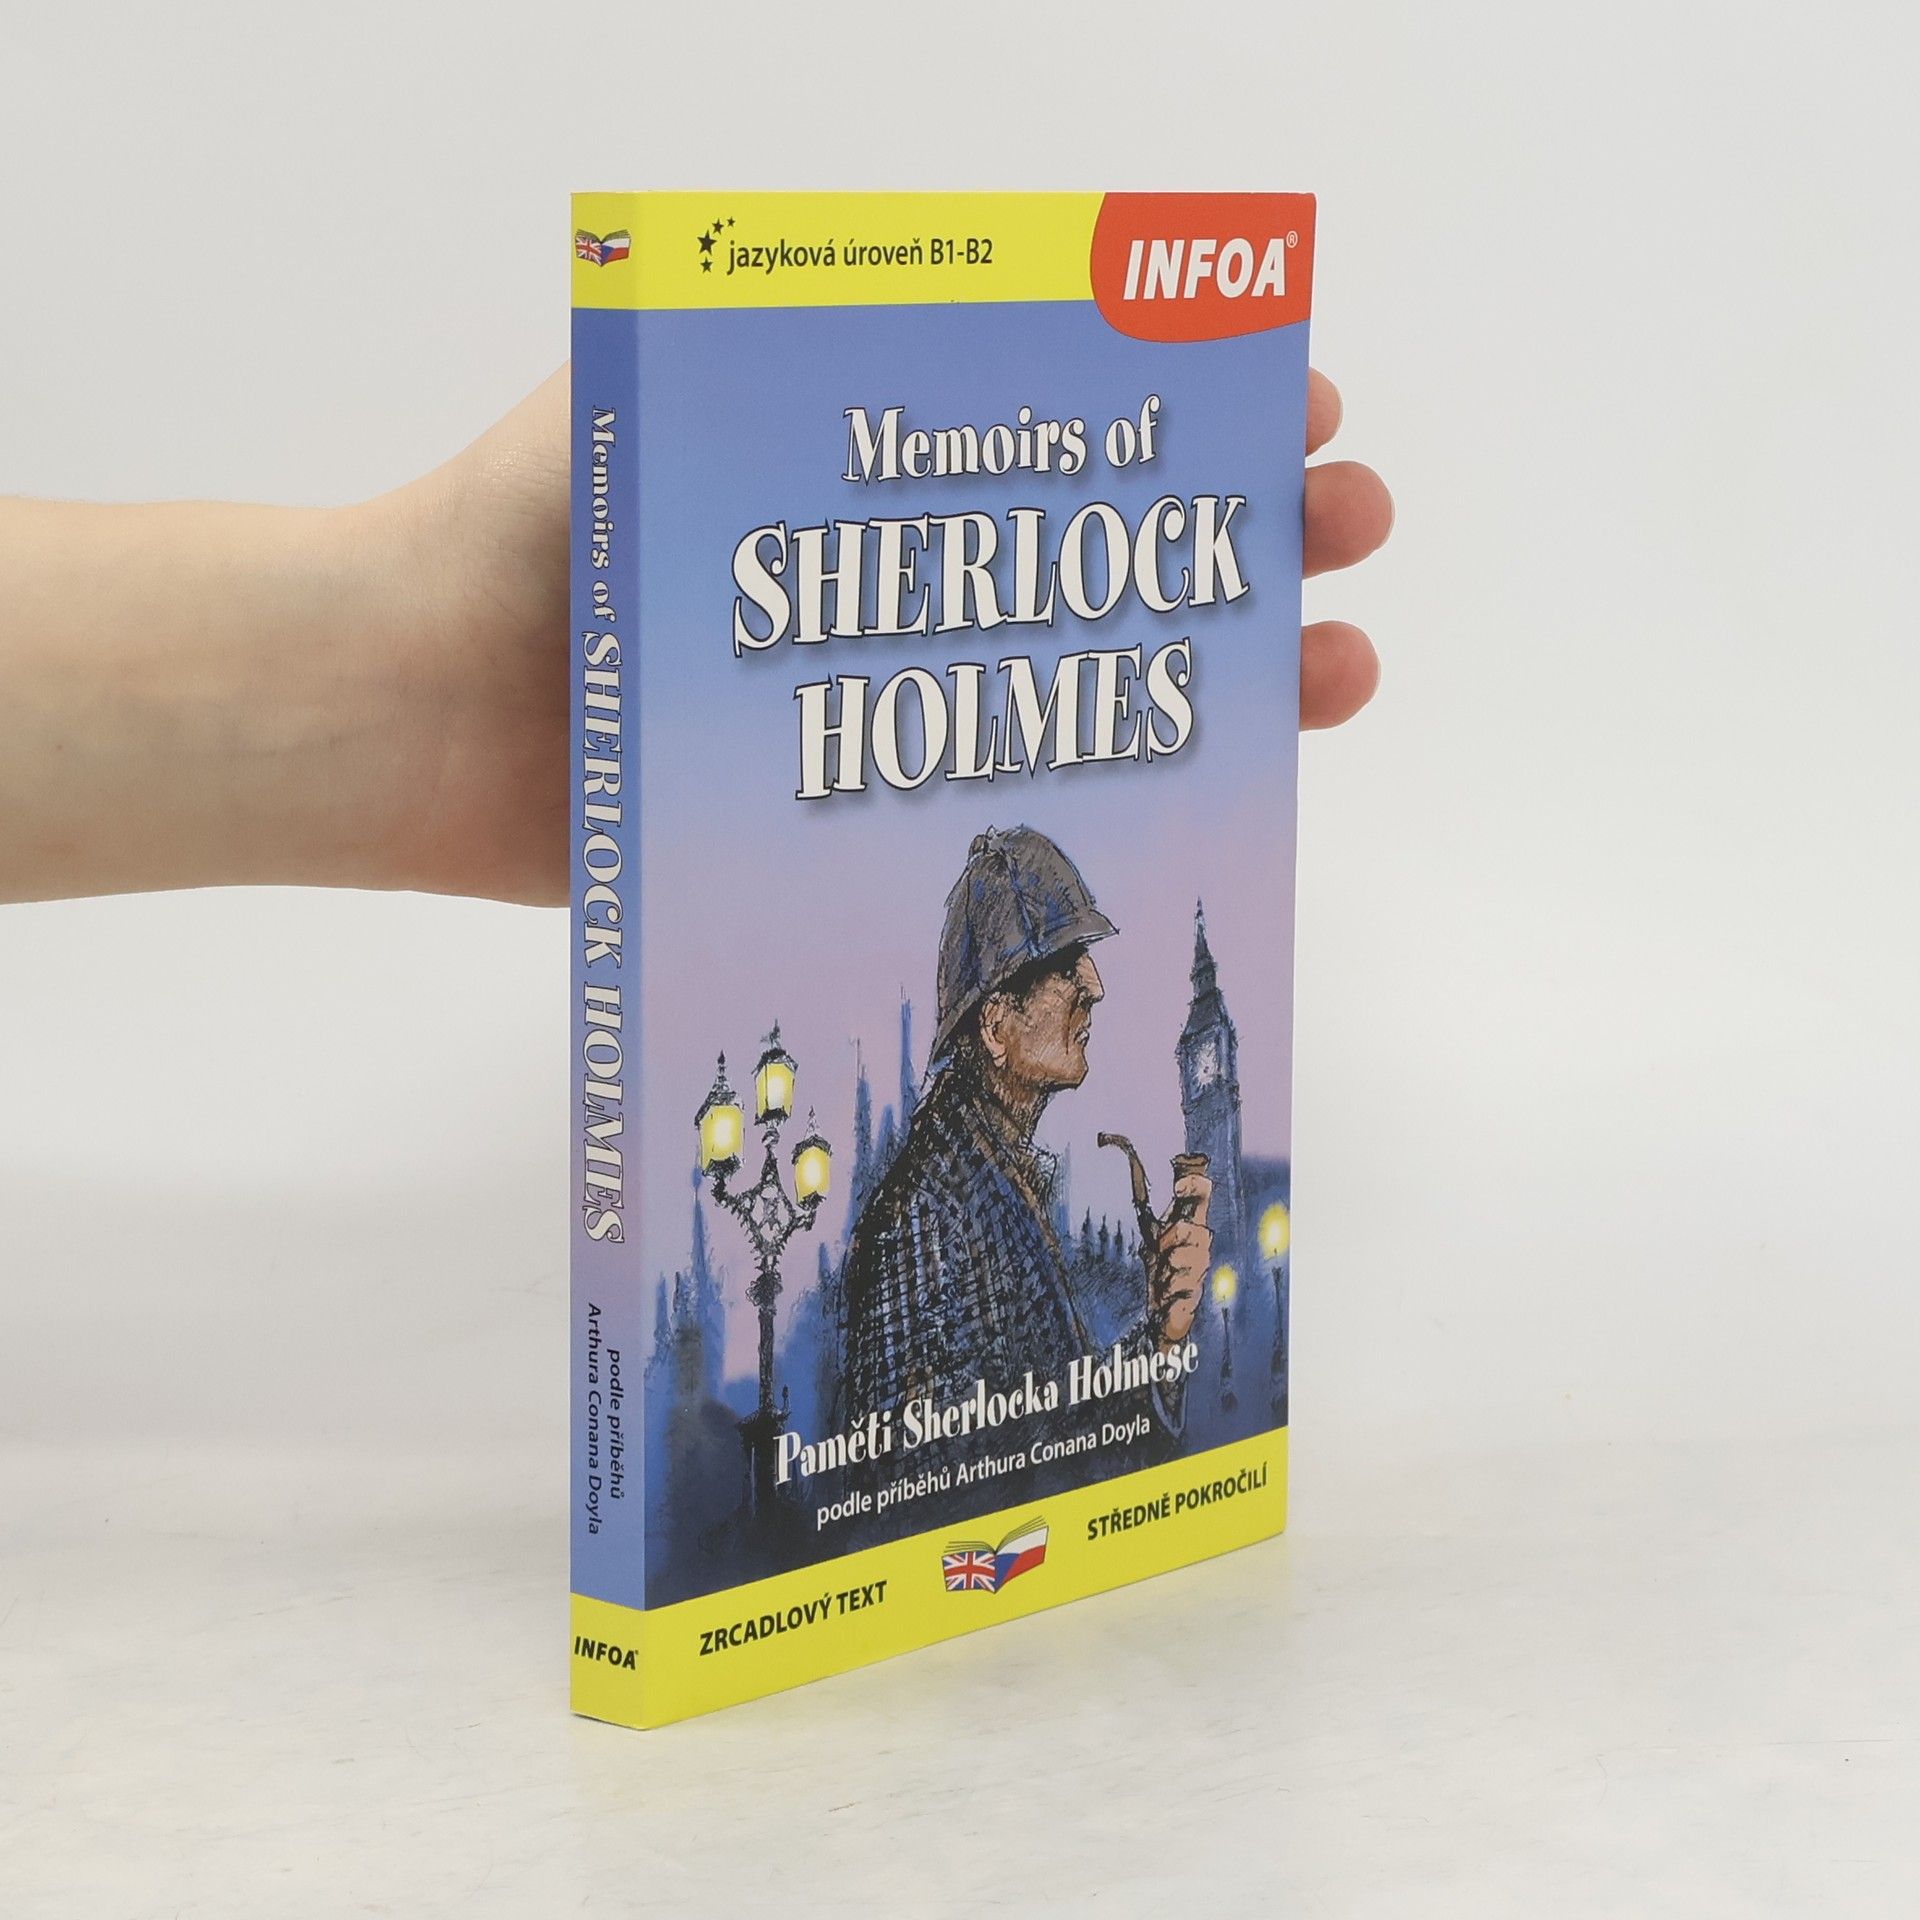 jazyková úroveň B1-B2
INFOA®
Memoirs of
SHERLOCK
HOLMES
Paměti Sherlocka Holmese
podle příběhů Arthura Conana Doyla
ZRCADLOVÝ TEXT
STŘEDNĚ POKROČILÍ
Memoirs of SHERLOCK HOLMES
podle příběhů
Arthura Conana Doyla
INFOA®